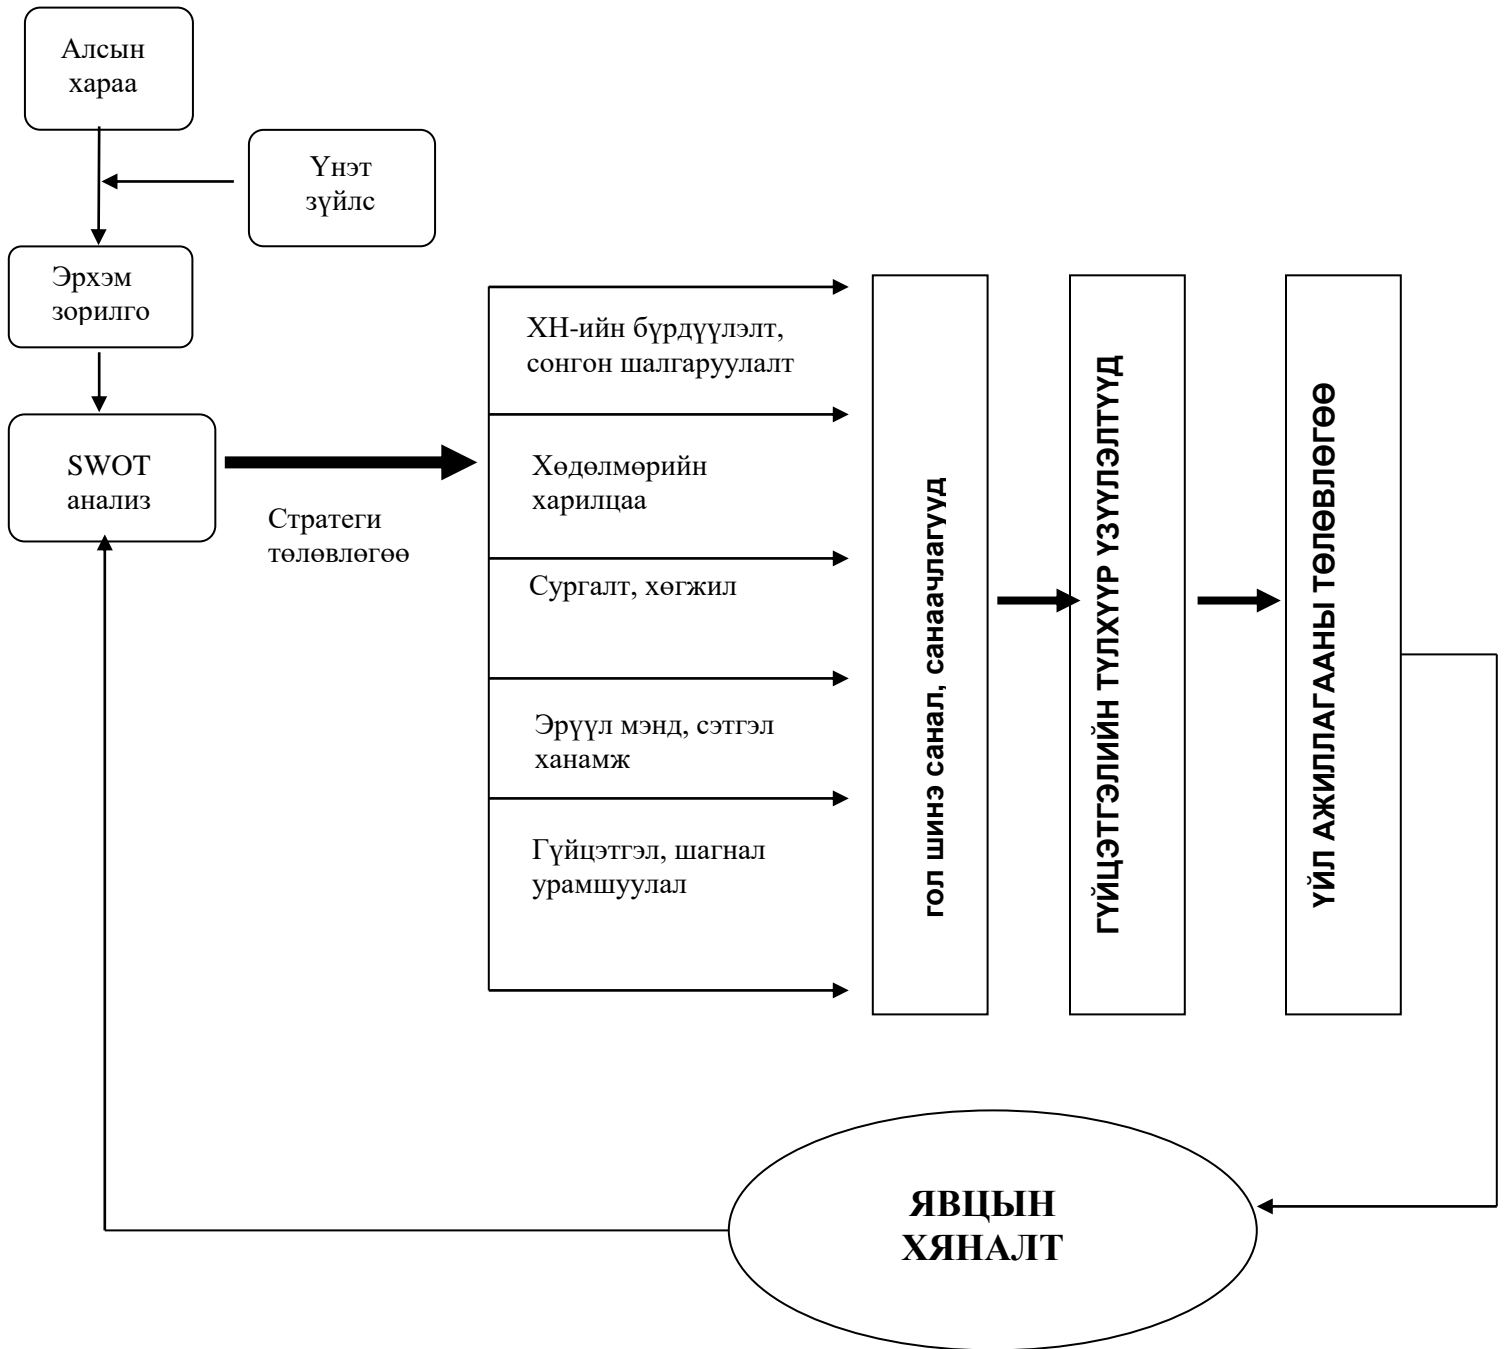 Алсын
хараа
Үнэт
зүйлс
Эрхэм
зорилго
SWOT
анализ
Стратеги
төлөвлөгөө
ХН-ийн бүрдүүлэлт,
сонгон шалгаруулалт
Хөдөлмөрийн
харилцаа
Сургалт, хөгжил
Эрүүл мэнд, сэтгэл
ханамж
Гүйцэтгэл, шагнал
урамшуулал
гол шинэ санал, санаачлагууд
ГҮЙЦЭТГЭЛИЙН ТҮЛХҮҮР ҮЗҮҮЛЭЛТҮҮД
ҮЙЛ АЖИЛЛАГААНЫ ТӨЛӨВЛӨГӨӨ
ЯВЦЫН
ХЯНАЛТ